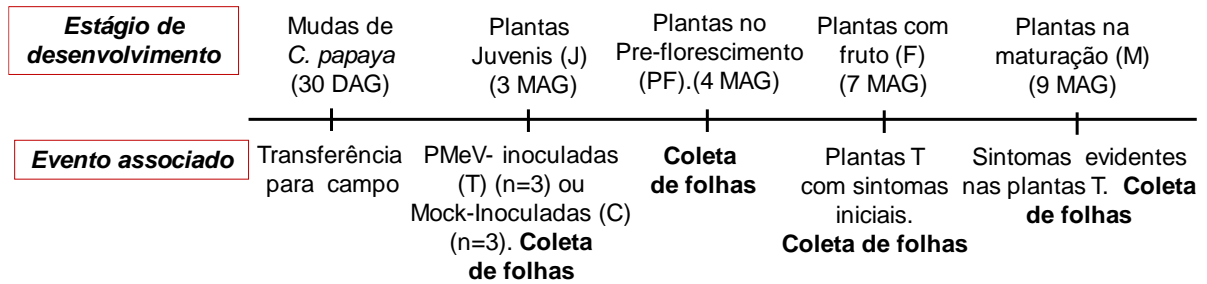 Estágio de
desenvolvimento
Mudas de
C. papaya
(30 DAG)
Plantas
Juvenis (J)
(3 MAG)
Plantas no
Pre-florescimento
(PF).(4 MAG)
Plantas com
fruto (F)
(7 MAG)
Plantas na
maturação (M)
(9 MAG)
Evento associado
Transferência
para campo
PMeV- inoculadas
(T) (n=3) ou
Mock-Inoculadas (C)
(n=3). Coleta
de folhas
Coleta
de folhas
Plantas T
com sintomas
iniciais.
Coleta de folhas
Sintomas evidentes
nas plantas T. Coleta
de folhas